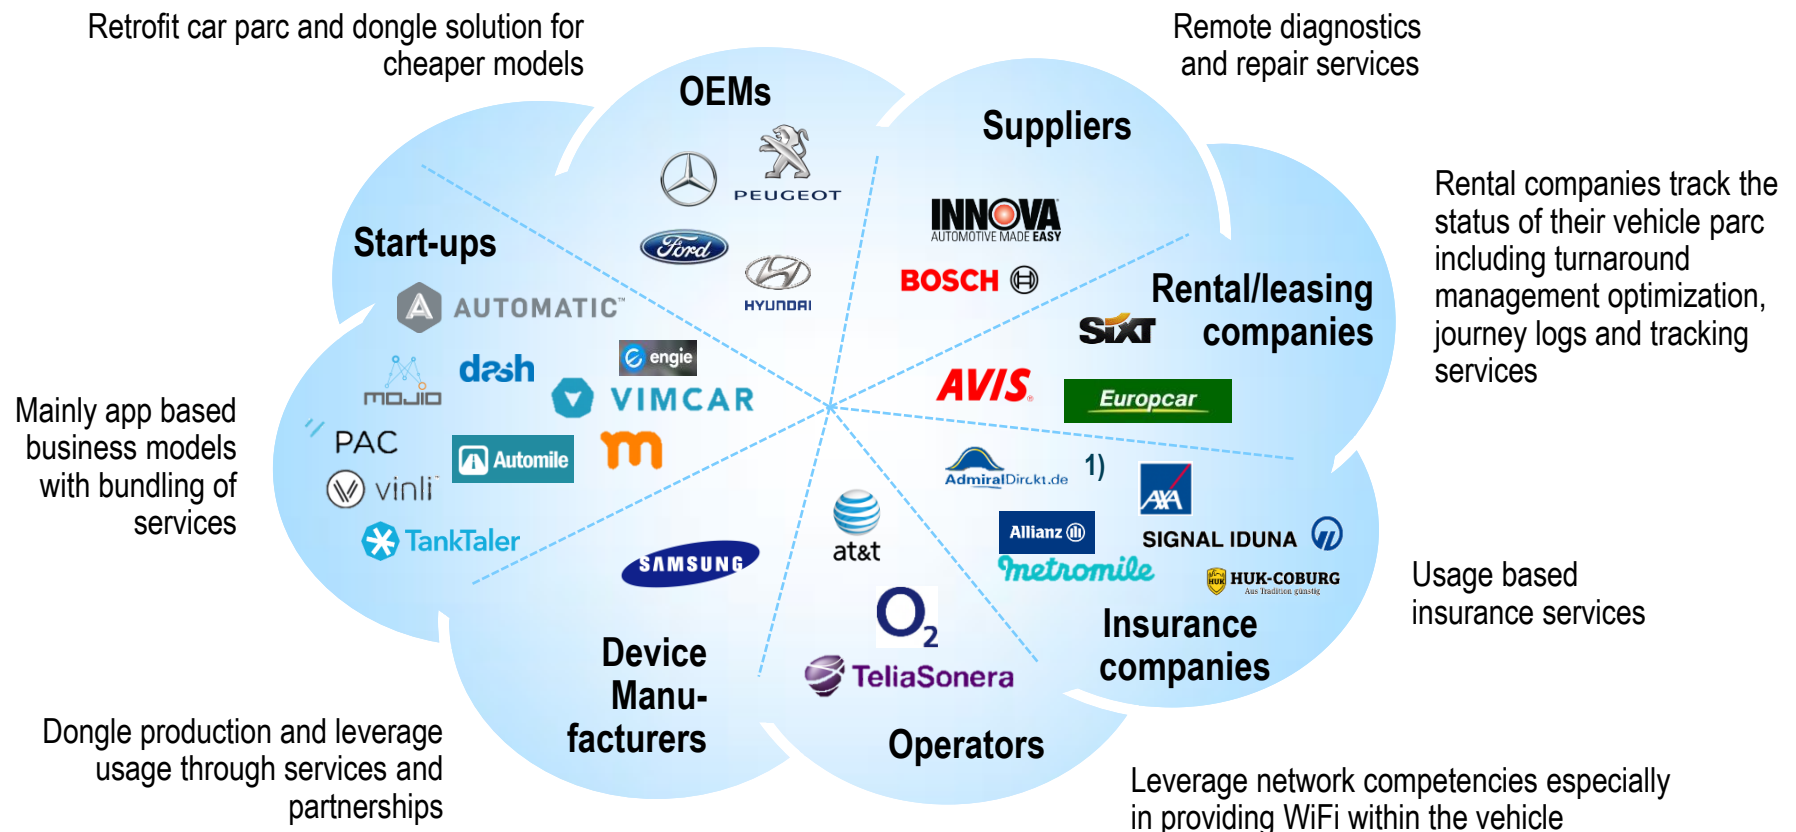 Retrofit car parc and dongle solution for
cheaper models
Remote diagnostics
and repair services
OEMs
PEUGEOT
Ford
HYUNDAI
Suppliers
INNOVA
AUTOMOTIVE MADE EASY
BOSCH
Rental/leasing
companies
SIXT
AVIS
Europcar
Rental companies track the
status of their vehicle parc
including turnaround
management optimization,
journey logs and tracking
services
Start-ups
AUTOMATIC™
mojio
dash
engie
VIMCAR
PAC
Automile
m
vinli
TankTaler
Mainly app based
business models
with bundling of
services
AdmiralDirekt.de 1)
AXA
Allianz
SIGNAL IDUNA
metromile
HUK
HUK-COBURG
Aus Tradition günstig
Insurance
companies
Usage based
insurance services
SAMSUNG
Device
Manu-
facturers
Dongle production and leverage
usage through services and
partnerships
at&t
O2
TeliaSonera
Operators
Leverage network competencies especially
in providing WiFi within the vehicle